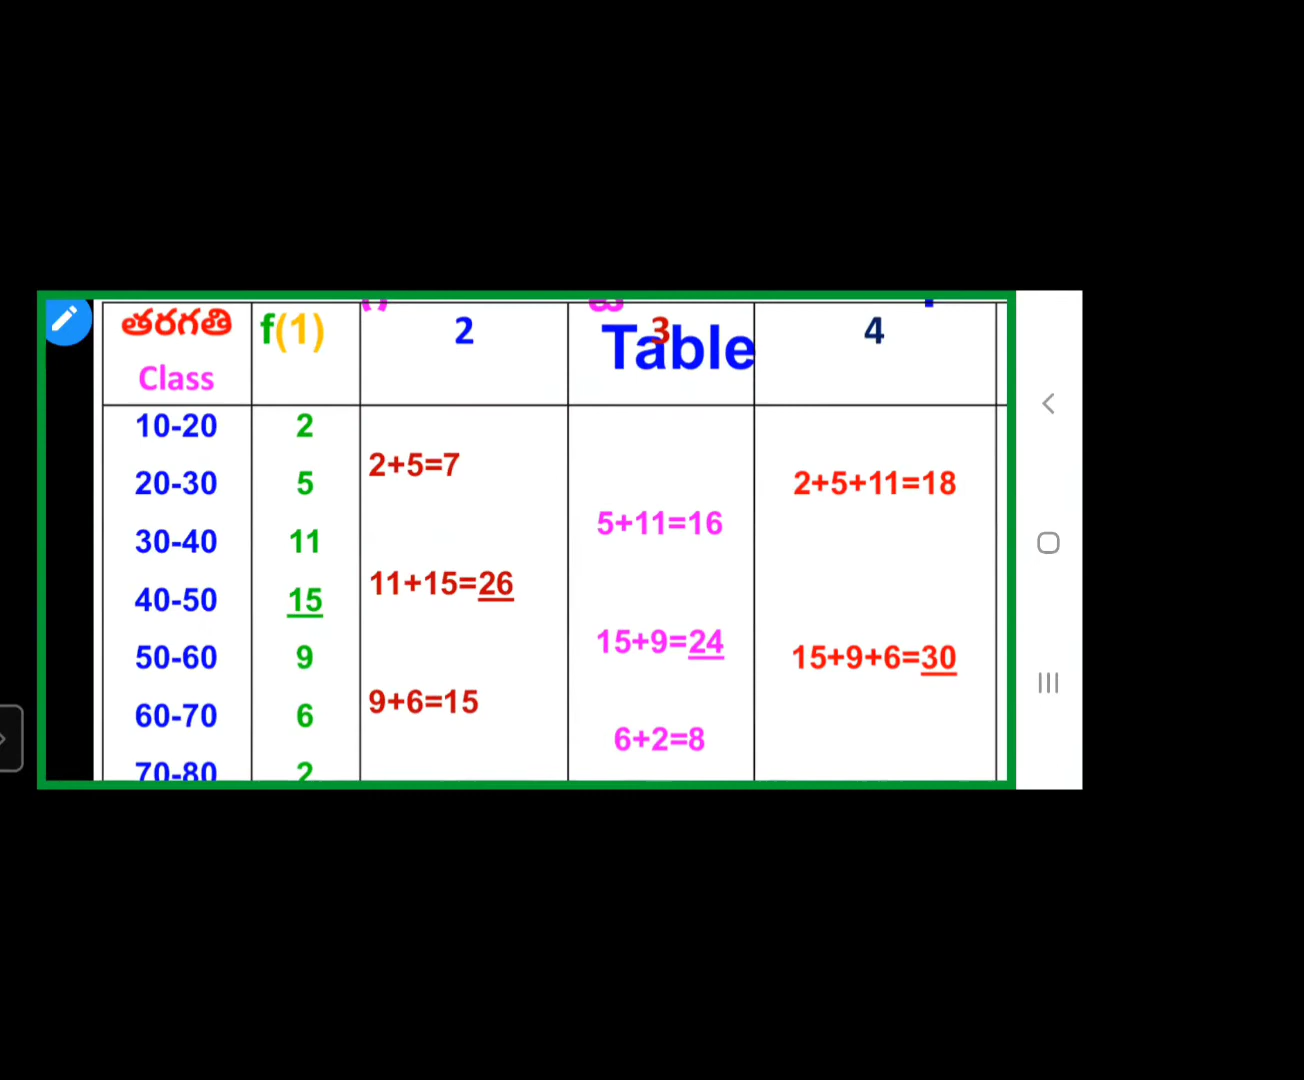 తరగతి f(1) 2 3 4
Table
Class
10-20 2
2+5=7
20-30 5 2+5+11=18
5+11=16
30-40 11
11+15=26
40-50 15
15+9=24
50-60 9 15+9+6=30
9+6=15
60-70 6
6+2=8
70-80 2